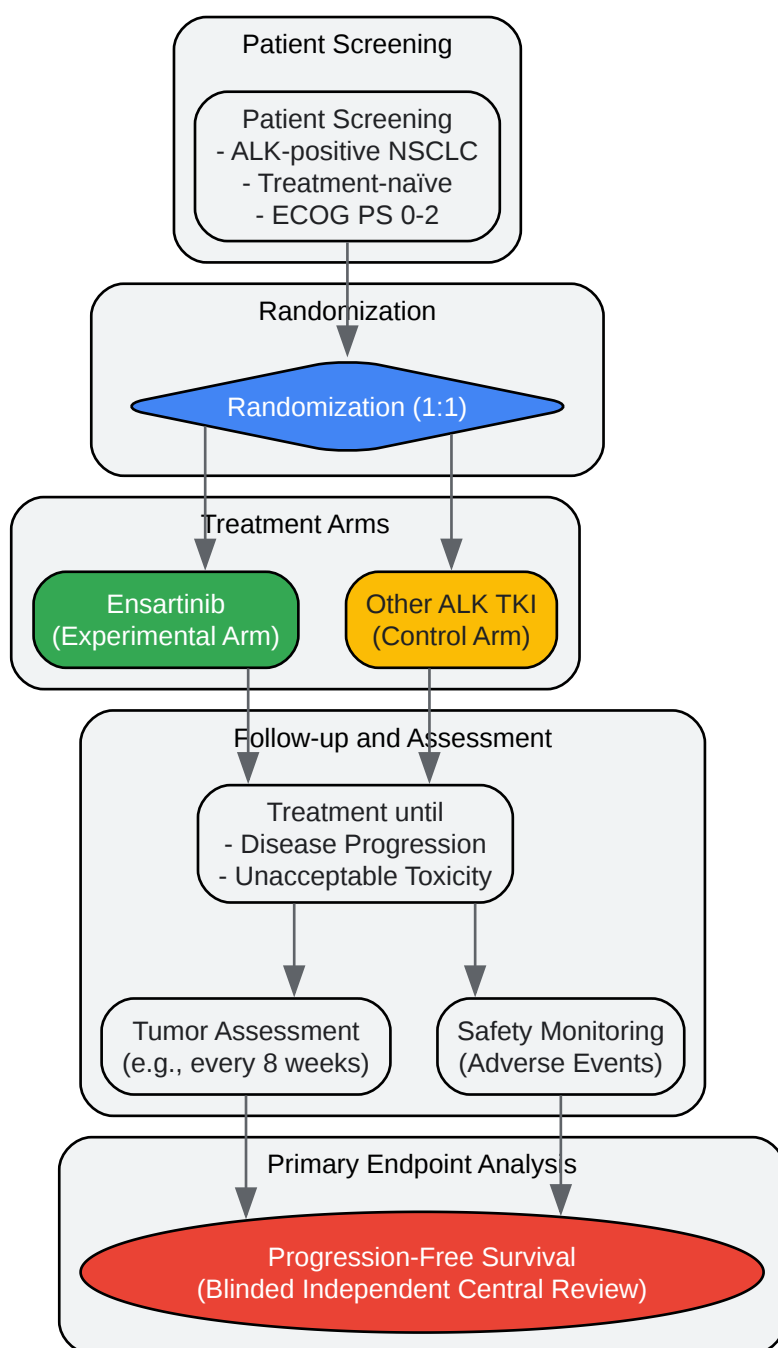 Patient Screening
Patient Screening
- ALK-positive NSCLC
- Treatment-naïve
- ECOG PS 0-2
Randomization
Randomization (1:1)
Treatment Arms
Ensartinib
(Experimental Arm)
Other ALK TKI
(Control Arm)
Follow-up and Assessment
Treatment until
- Disease Progression
- Unacceptable Toxicity
Tumor Assessment
(e.g., every 8 weeks)
Safety Monitoring
(Adverse Events)
Primary Endpoint Analysis
Progression-Free Survival
(Blinded Independent Central Review)